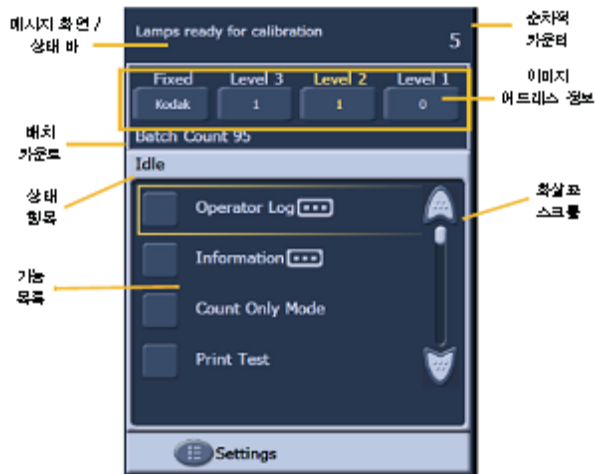 메시지 화면 /
상태 바
순차적
카운터
Lamps ready for calibration
5
Fixed Level 3 Level 2 Level 1
Kodak 1 1 0
이미지
어드레스 정보
배치
카운트
Batch Count 95
Idle
상태
항목
Operator Log
화살표
스크롤
Information
기능
목록
Count Only Mode
Print Test
Settings